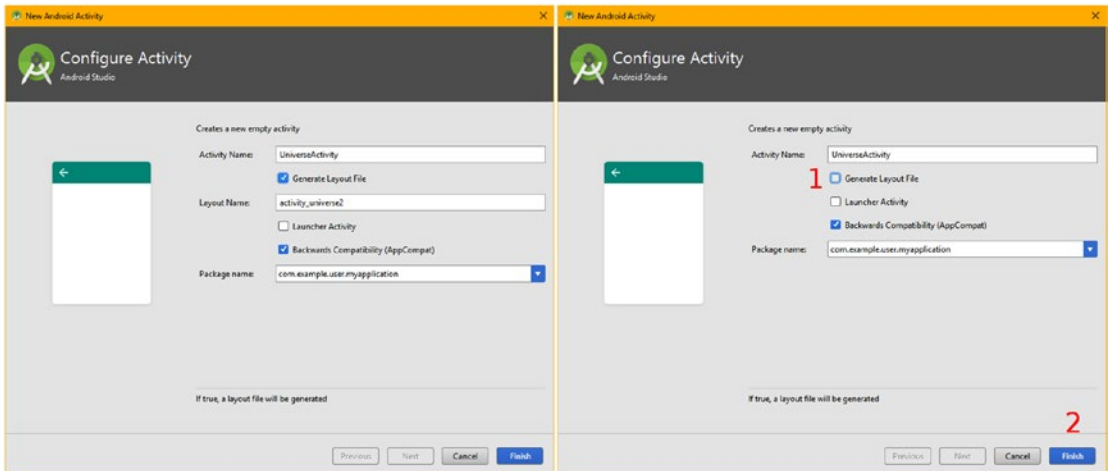 New Android Activity
Configure Activity
Android Studio
Creates a new empty activity
Activity Name: UniverseActivity
Generate Layout File
Layout Name: activity_universe2
Launcher Activity
Backwards Compatibility (AppCompat)
Package name: com.example.user.myapplication
If true, a layout file will be generated
Previous Next Cancel Finish
New Android Activity
Configure Activity
Android Studio
Creates a new empty activity
Activity Name: UniverseActivity
1 Generate Layout File
Launcher Activity
Backwards Compatibility (AppCompat)
Package name: com.example.user.myapplication
If true, a layout file will be generated
2
Previous Next Cancel Finish